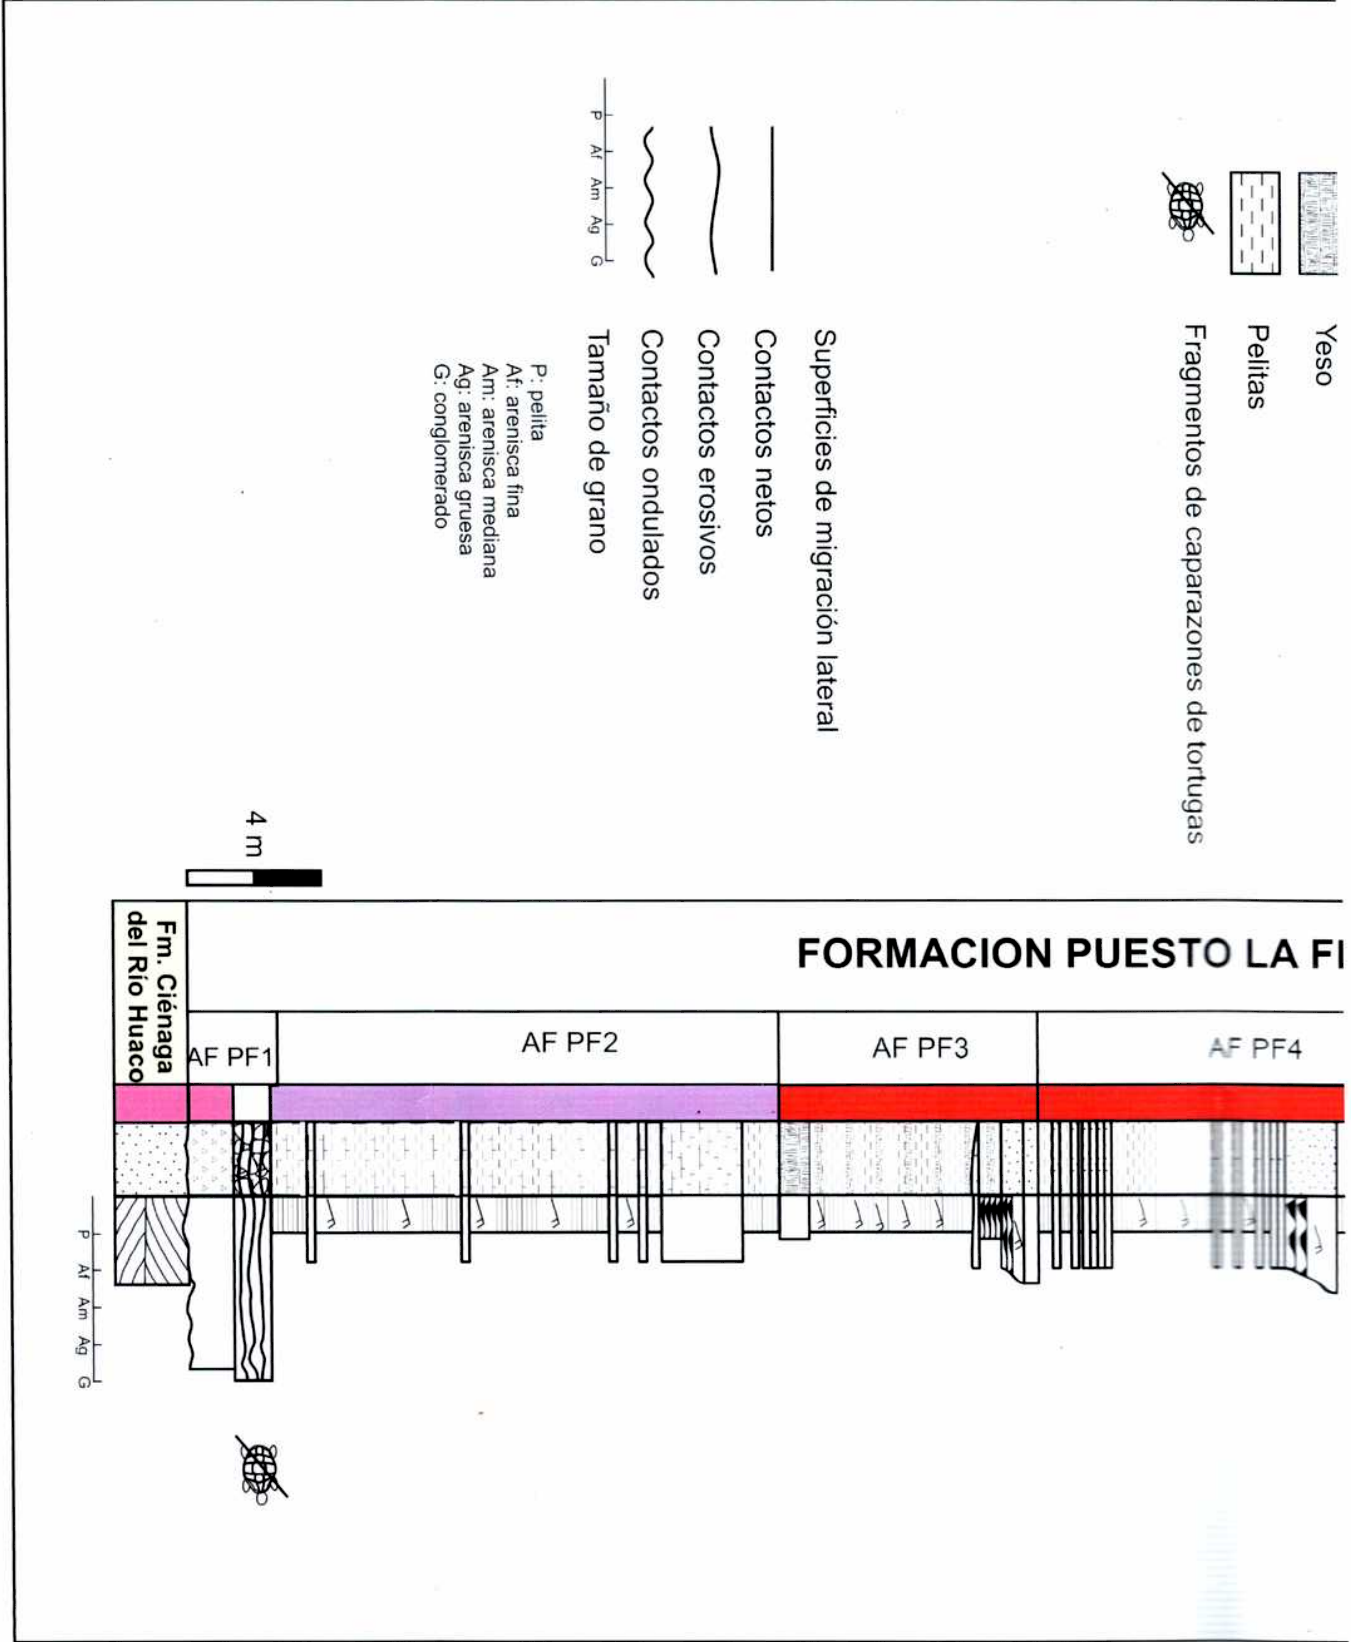 Yeso
Pelitas
Fragmentos de caparazones de tortugas
Superficies de migración lateral
Contactos netos
Contactos erosivos
Contactos ondulados
P Af Am Ag G
Tamaño de grano
P: pelita
Af: arenisca fina
Am: arenisca mediana
Ag: arenisca gruesa
G: conglomerado
4 m
FORMACION PUESTO LA FI
Fm. Ciénaga
del Río Huaco
AF PF1
AF PF2
AF PF3
AF PF4
P Af Am Ag G